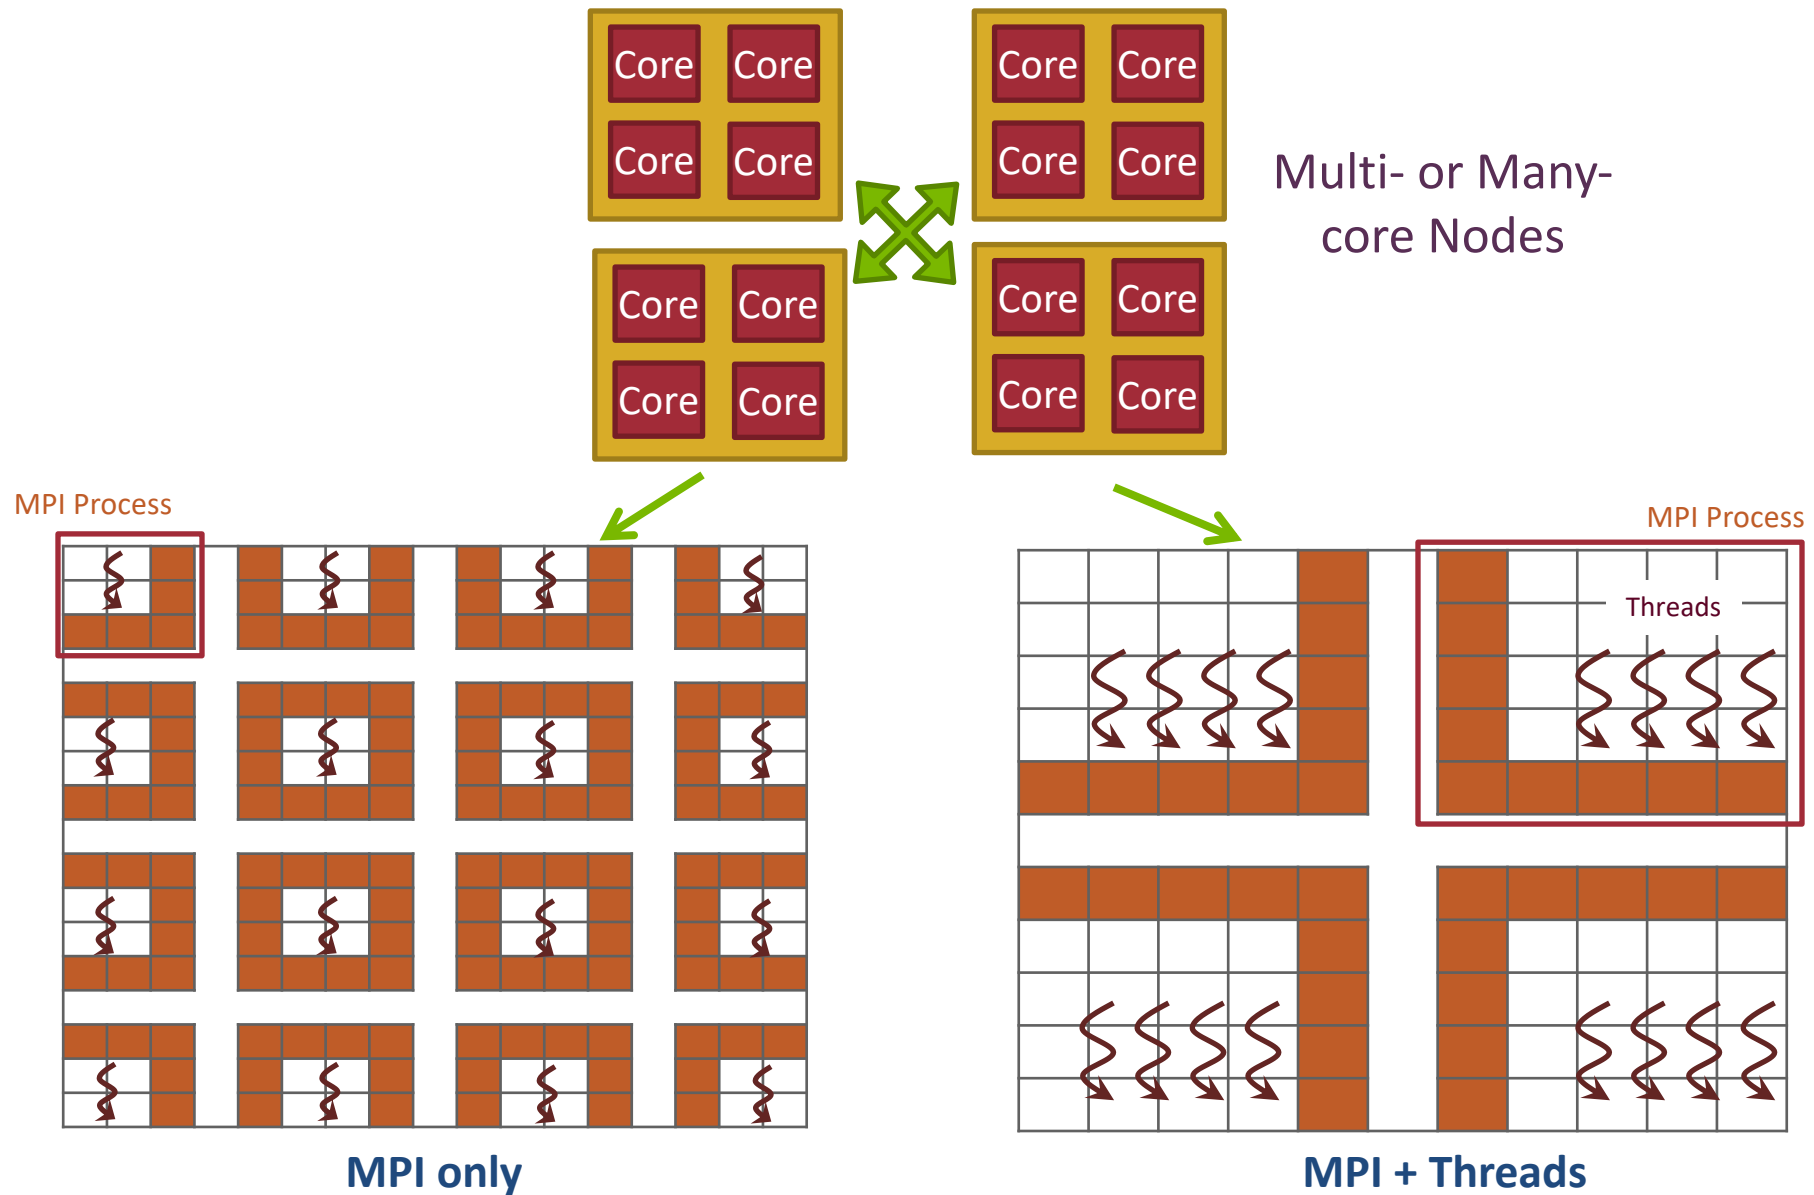 Core Core Core Core
Core Core Core Core
Multi- or Many-
core Nodes
Core Core Core Core
Core Core Core Core
MPI Process
MPI Process
Threads
MPI only
MPI + Threads